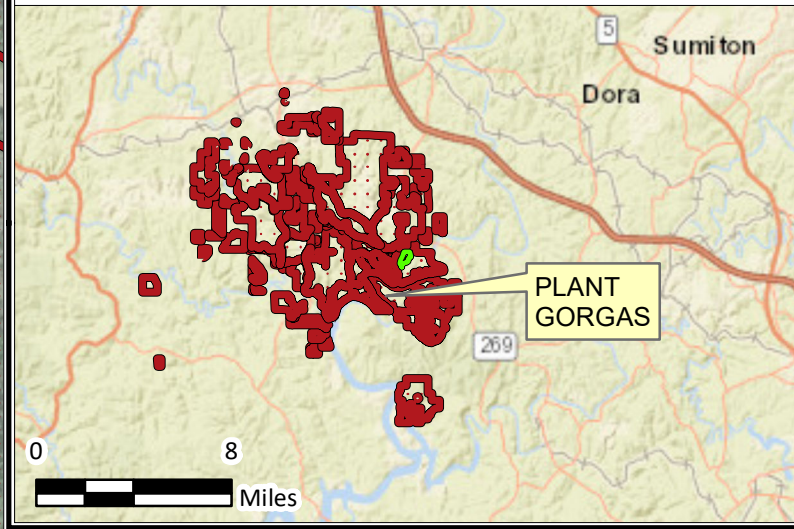 5
Sumiton
Dora
PLANT
GORGAS
269
0 8
Miles